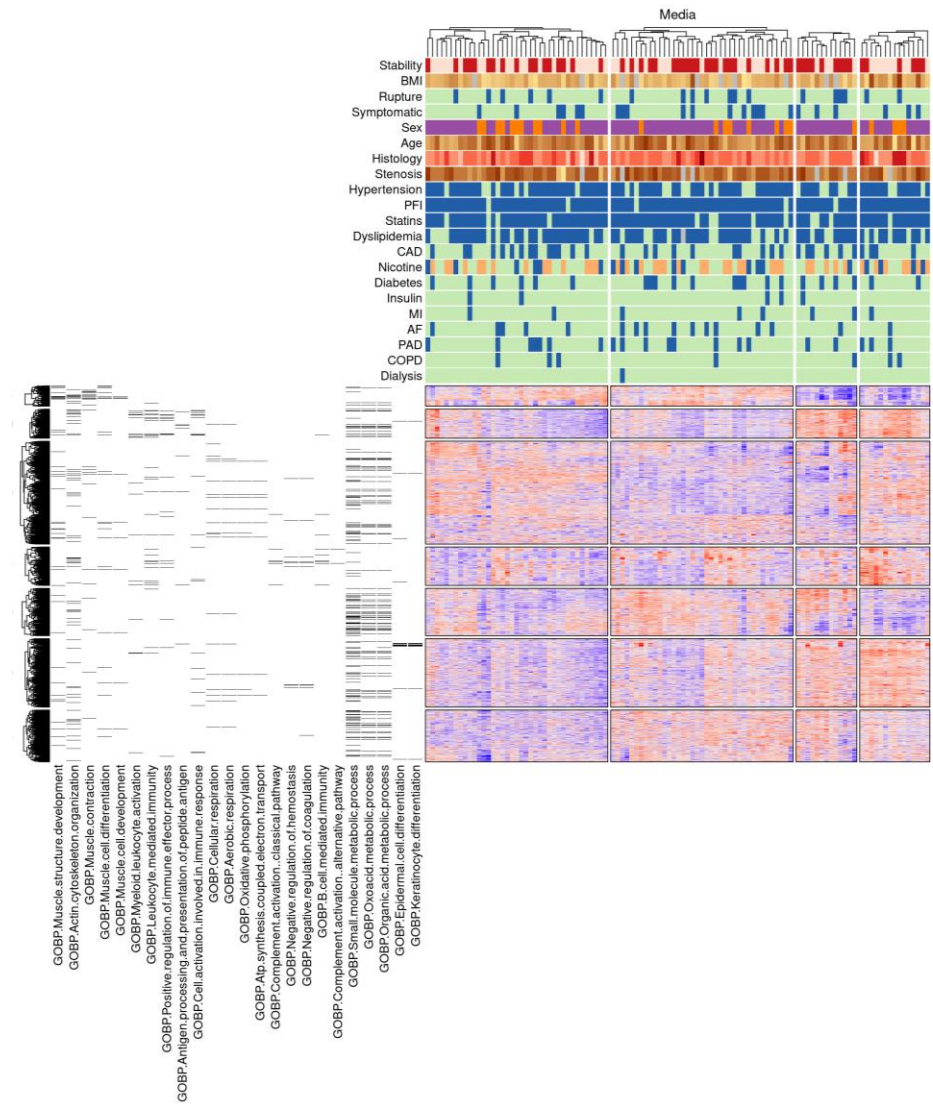 Media
Stability
BMI
Rupture
Symptomatic
Sex
Age
Histology
Stenosis
Hypertension
PFI
Statins
Dyslipidemia
CAD
Nicotine
Diabetes
Insulin
MI
AF
PAD
COPD
Dialysis
GOBP.Muscle.structure.development
GOBP.Actin.cytoskeleton.organization
GOBP.Muscle.contraction
GOBP.Muscle.cell.differentiation
GOBP.Muscle.cell.development
GOBP.Myeloid.leukocyte.activation
GOBP.Leukocyte.mediated.immunity
GOBP.Positive.regulation.of.immune.effector.process
GOBP.Antigen.processing.and.presentation.of.peptide.antigen
GOBP.Cell.activation.involved.in.immune.response
GOBP.Cellular.respiration
GOBP.Aerobic.respiration
GOBP.Oxidative.phosphorylation
GOBP.Atp.synthesis.coupled.electron.transport
GOBP.Complement.activation..classical.pathway
GOBP.Negative.regulation.of.hemostasis
GOBP.Negative.regulation.of.coagulation
GOBP.B.cell.mediated.immunity
GOBP.Complement.activation..alternative.pathway
GOBP.Small.molecule.metabolic.process
GOBP.Oxoacid.metabolic.process
GOBP.Organic.acid.metabolic.process
GOBP.Epidermal.cell.differentiation
GOBP.Keratinocyte.differentiation